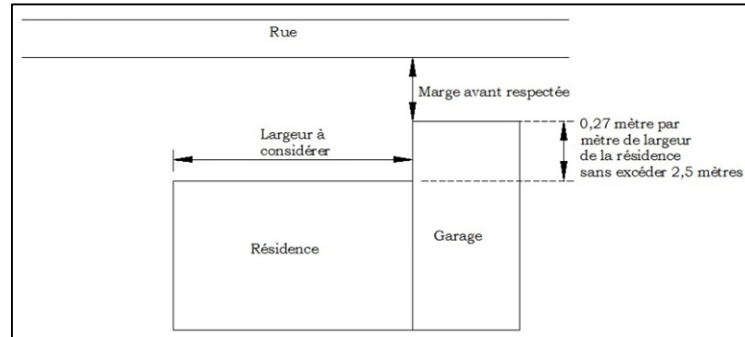 Rue
Marge avant respectée
Largeur à
considérer
0,27 mètre par
mètre de largeur
de la résidence
sans excéder 2,5 mètres
Résidence
Garage